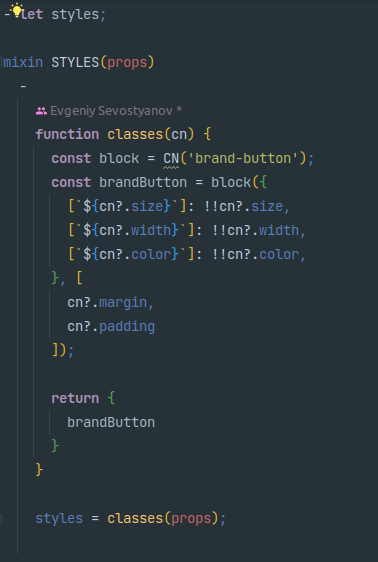 - let styles;
mixin STYLES(props)
-
Evgeniy Sevostyanov *
function classes(cn) {
const block = CN('brand-button');
const brandButton = block({
[`${cn?.size}`]: !!cn?.size,
[`${cn?.width}`]: !!cn?.width,
[`${cn?.color}`]: !!cn?.color,
}, [
cn?.margin,
cn?.padding
]);
return {
brandButton
}
}
styles = classes(props);